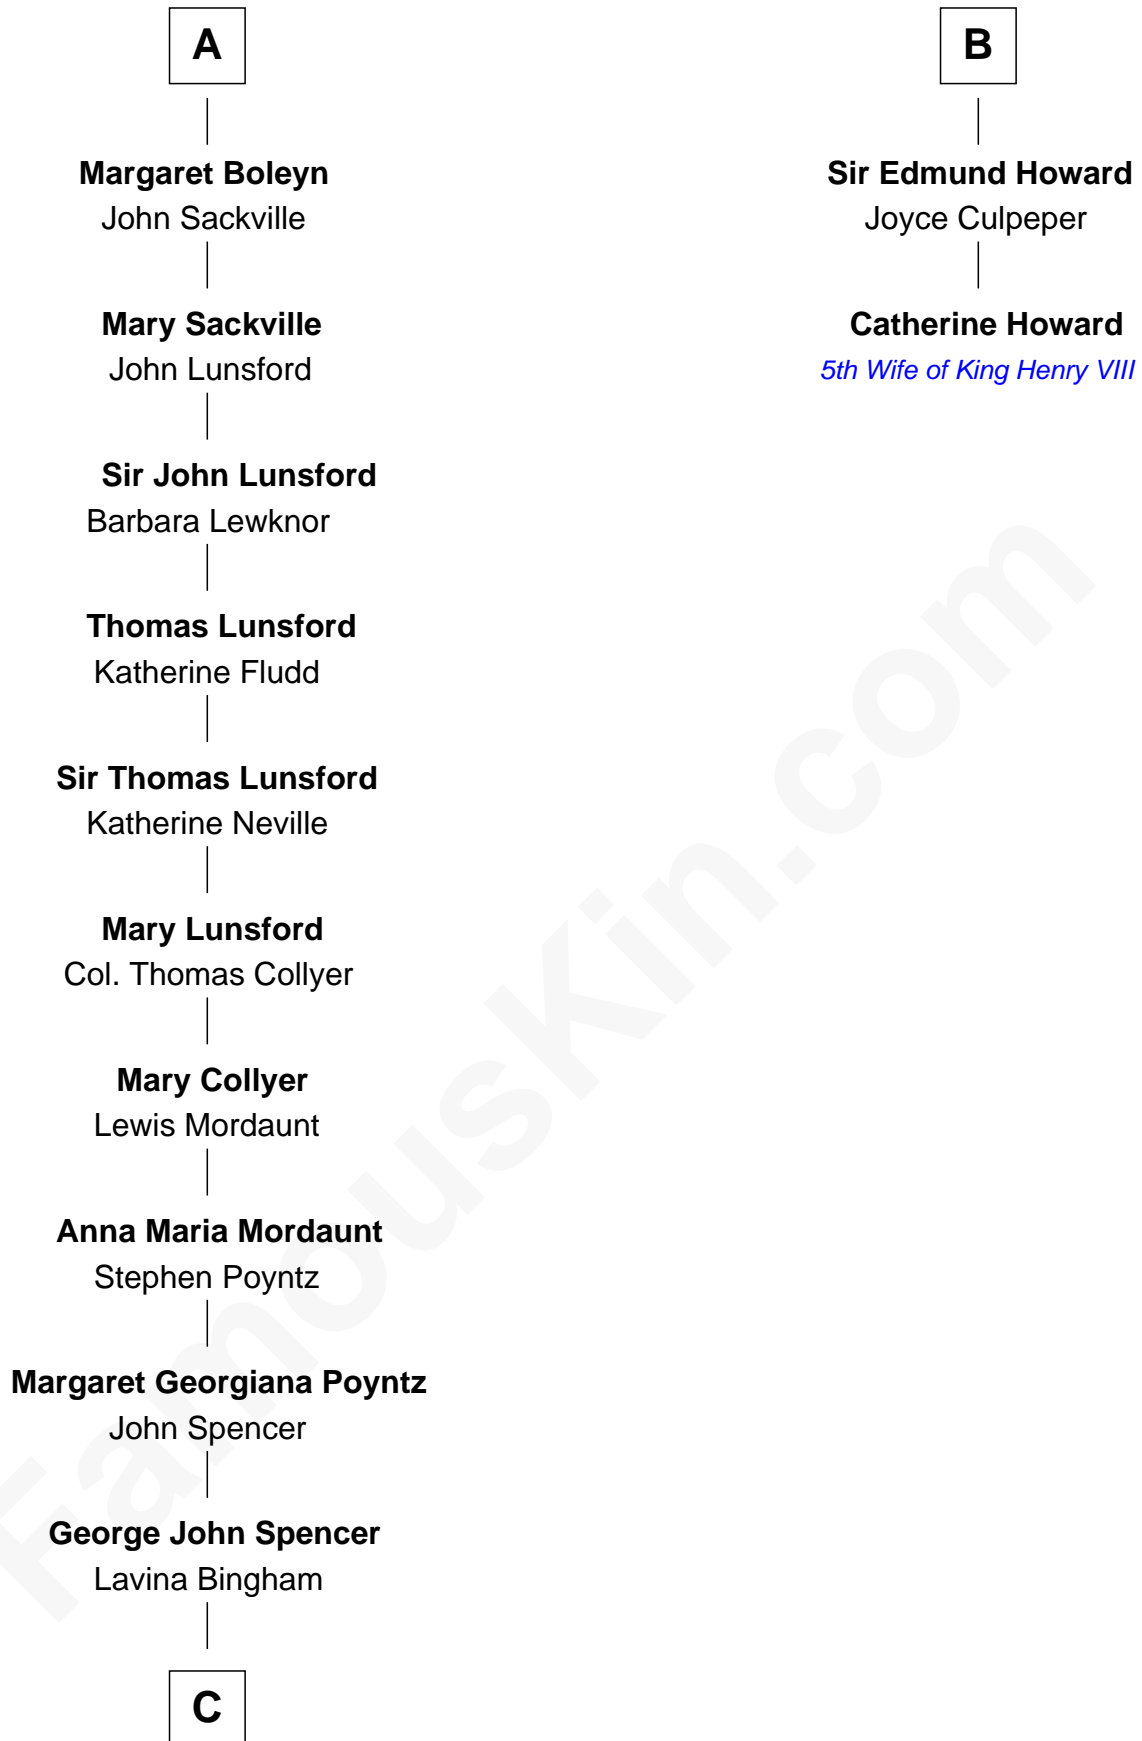 A
Margaret Boleyn
John Sackville
Mary Sackville
John Lunsford
Sir John Lunsford
Barbara Lewknor
Thomas Lunsford
Katherine Fludd
Sir Thomas Lunsford
Katherine Neville
Mary Lunsford
Col. Thomas Collyer
Mary Collyer
Lewis Mordaunt
Anna Maria Mordaunt
Stephen Poyntz
Margaret Georgiana Poyntz
John Spencer
George John Spencer
Lavina Bingham
C
B
Sir Edmund Howard
Joyce Culpeper
Catherine Howard
5th Wife of King Henry VIII
FamousKin.com